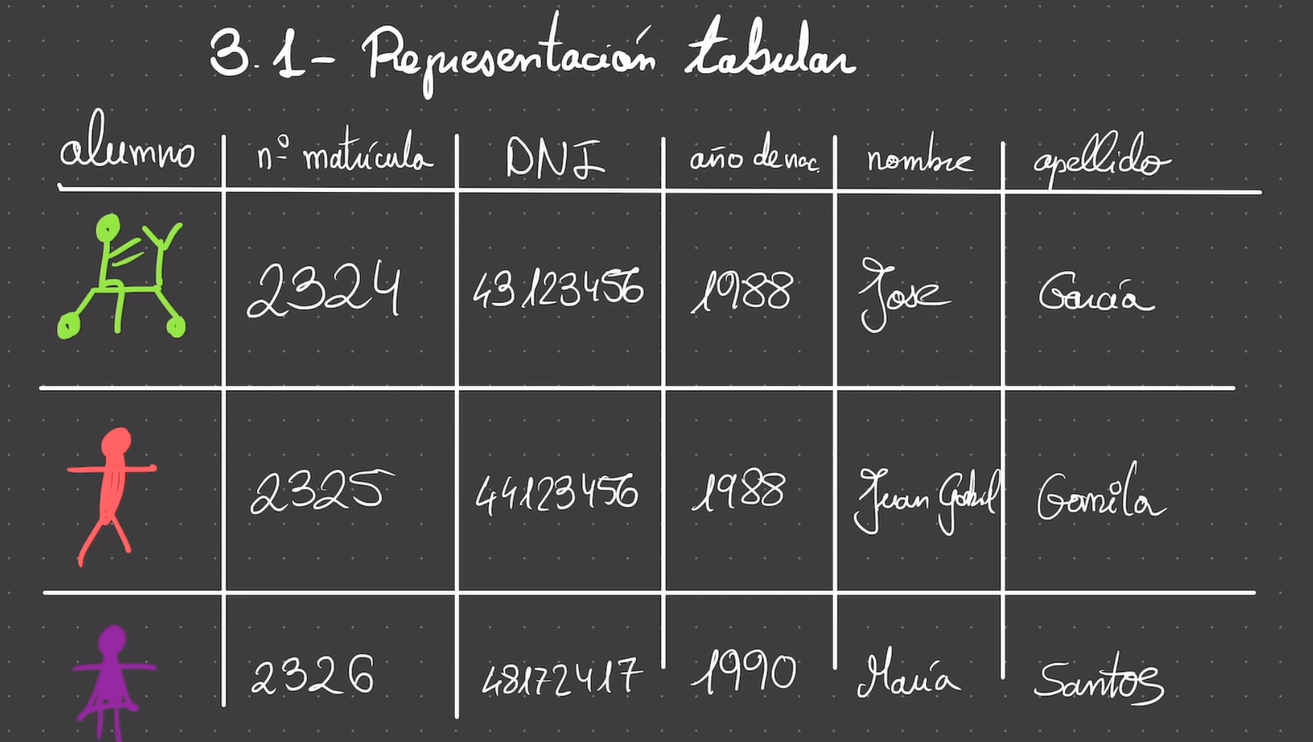 3.1- Representación tabular
alumno nº matrícula DNI año de nac. nombre apellido
2324 43123456 1988 Jose García
2325 44123456 1988 Juan Gabriel Gomila
2326 48172417 1990 María Santos